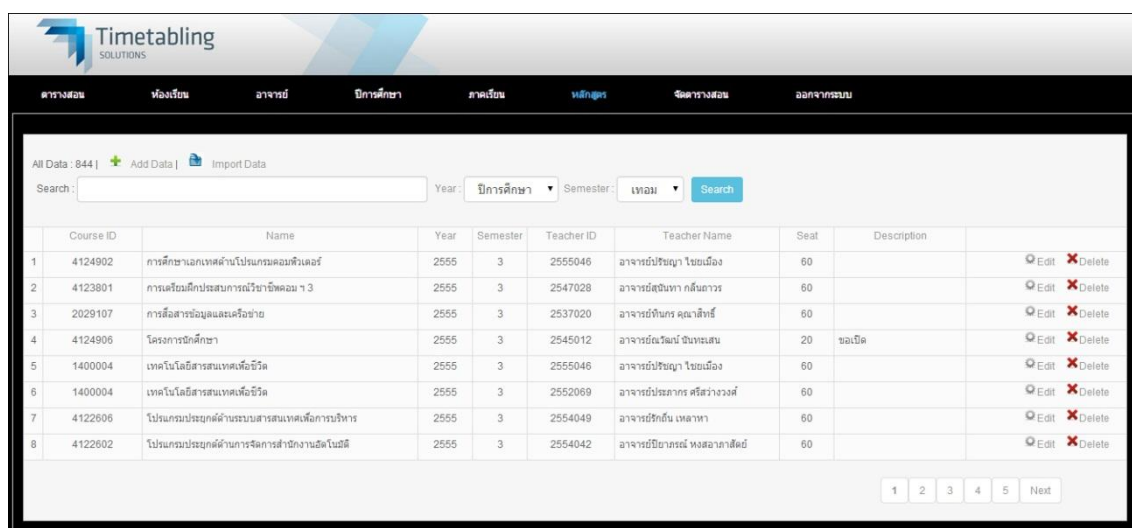 Timetabling
SOLUTIONS
ตารางสอน ห้องเรียน อาจารย์ ปีการศึกษา ภาคเรียน หลักสูตร จัดตารางสอน ออกจากระบบ
All Data : 844 | Add Data | Import Data
Search : Year : ปีการศึกษา Semester : เทอม Search
Course ID Name Year Semester Teacher ID Teacher Name Seat Description
1 4124902 การศึกษาเอกเทศด้านโปรแกรมคอมพิวเตอร์ 2555 3 2555046 อาจารย์ปรัชญา ไชยเมือง 60 Edit Delete
2 4123801 การเตรียมฝึกประสบการณ์วิชาชีพคอม ฯ 3 2555 3 2547028 อาจารย์สุนันทา กลิ่นถาวร 60 Edit Delete
3 2029107 การสื่อสารข้อมูลและเครือข่าย 2555 3 2537020 อาจารย์ทินกร คุณาสิทธิ์ 60 Edit Delete
4 4124906 โครงการนักศึกษา 2555 3 2545012 อาจารย์ณวัฒน์ นันทะเสน 20 ขอเปิด Edit Delete
5 1400004 เทคโนโลยีสารสนเทศเพื่อชีวิต 2555 3 2555046 อาจารย์ปรัชญา ไชยเมือง 60 Edit Delete
6 1400004 เทคโนโลยีสารสนเทศเพื่อชีวิต 2555 3 2552069 อาจารย์ประภากร ศรีสว่างวงศ์ 60 Edit Delete
7 4122606 โปรแกรมประยุกต์ด้านระบบสารสนเทศเพื่อการบริหาร 2555 3 2554049 อาจารย์รักถิ่น เหลาหา 60 Edit Delete
8 4122602 โปรแกรมประยุกต์ด้านการจัดการสำนักงานอัตโนมัติ 2555 3 2554042 อาจารย์ปิยาภรณ์ หงสอาภาสัตย์ 60 Edit Delete
1 2 3 4 5 Next